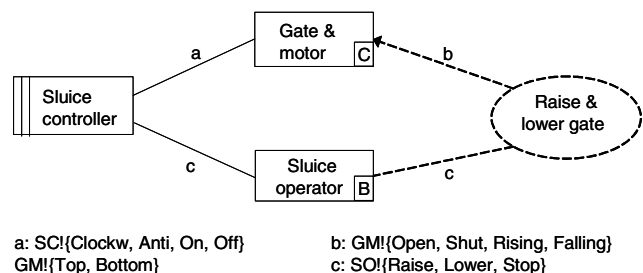 Gate &
motor
C
a
b
Sluice
controller
Raise &
lower gate
c
Sluice
operator
B
c
a: SC!{Clockw, Anti, On, Off}
GM!{Top, Bottom}
b: GM!{Open, Shut, Rising, Falling}
c: SO!{Raise, Lower, Stop}